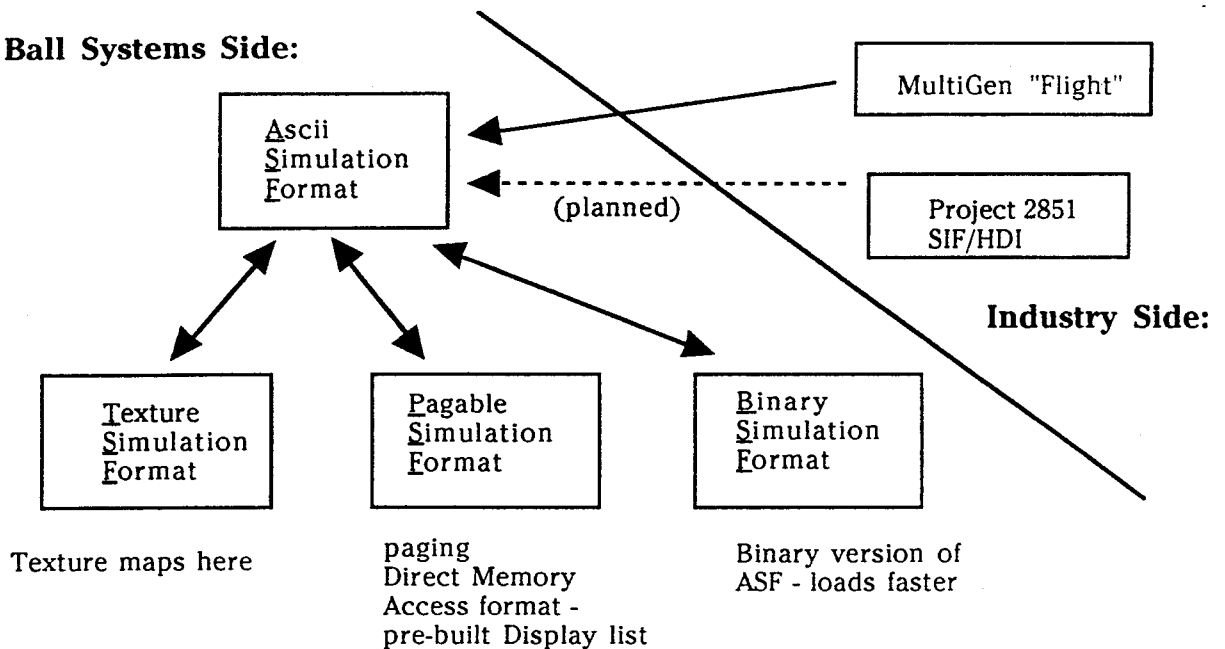 Ball Systems Side:
MultiGen "Flight"
Ascii
Simulation
Format
(planned)
Project 2851
SIF/HDI
Industry Side:
Texture
Simulation
Format
Pagable
Simulation
Format
Binary
Simulation
Format
Texture maps here
paging
Direct Memory
Access format -
pre-built Display list
Binary version of
ASF - loads faster